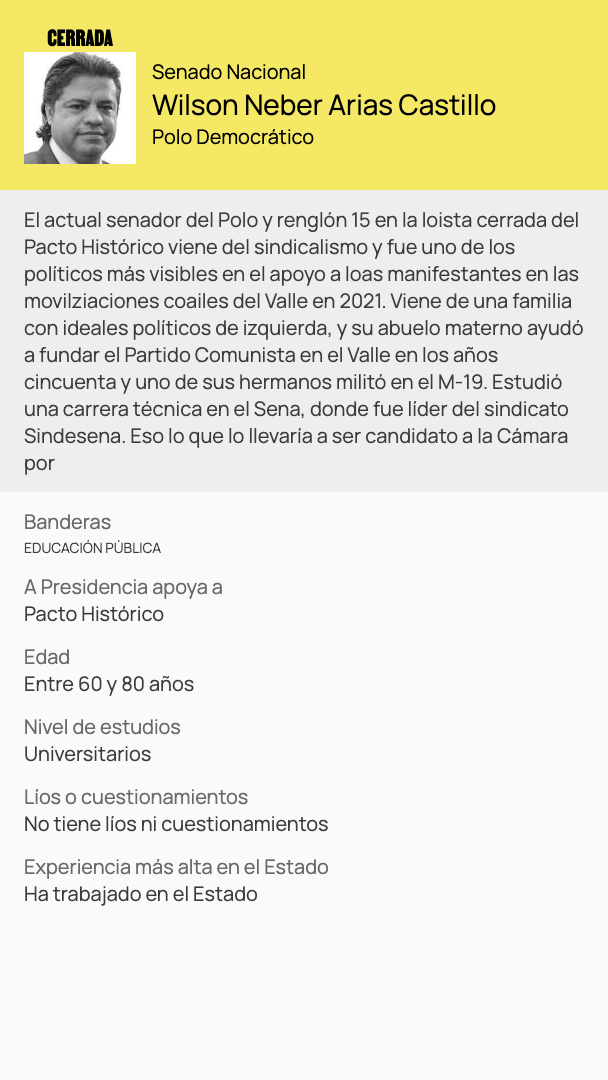 CERRADA
Senado Nacional
Wilson Neber Arias Castillo
Polo Democrático
El actual senador del Polo y renglón 15 en la loista cerrada del
Pacto Histórico viene del sindicalismo y fue uno de los
políticos más visibles en el apoyo a loas manifestantes en las
movilziaciones coailes del Valle en 2021. Viene de una familia
con ideales políticos de izquierda, y su abuelo materno ayudó
a fundar el Partido Comunista en el Valle en los años
cincuenta y uno de sus hermanos militó en el M-19. Estudió
una carrera técnica en el Sena, donde fue líder del sindicato
Sindesena. Eso lo que lo llevaría a ser candidato a la Cámara
por
Banderas
EDUCACIÓN PÚBLICA
A Presidencia apoya a
Pacto Histórico
Edad
Entre 60 y 80 años
Nivel de estudios
Universitarios
Líos o cuestionamientos
No tiene líos ni cuestionamientos
Experiencia más alta en el Estado
Ha trabajado en el Estado